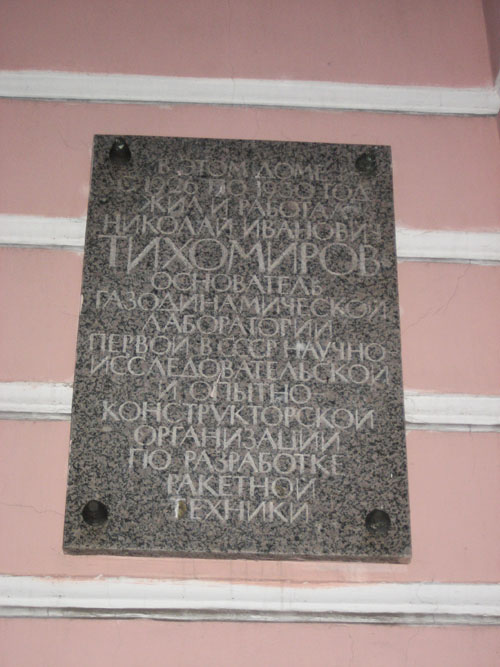 В ЭТОМ ДОМЕ
С 1926 ПО 1930 ГОД
ЖИЛ И РАБОТАЛ
НИКОЛАЙ ИВАНОВИЧ
ТИХОМИРОВ
ОСНОВАТЕЛЬ
ГАЗОДИНАМИЧЕСКОЙ
ЛАБОРАТОРИИ
ПЕРВОЙ В СССР НАУЧНО
ИССЛЕДОВАТЕЛЬСКОЙ
И ОПЫТНО
КОНСТРУКТОРСКОЙ
ОРГАНИЗАЦИИ
ПО РАЗРАБОТКЕ
РАКЕТНОЙ
ТЕХНИКИ